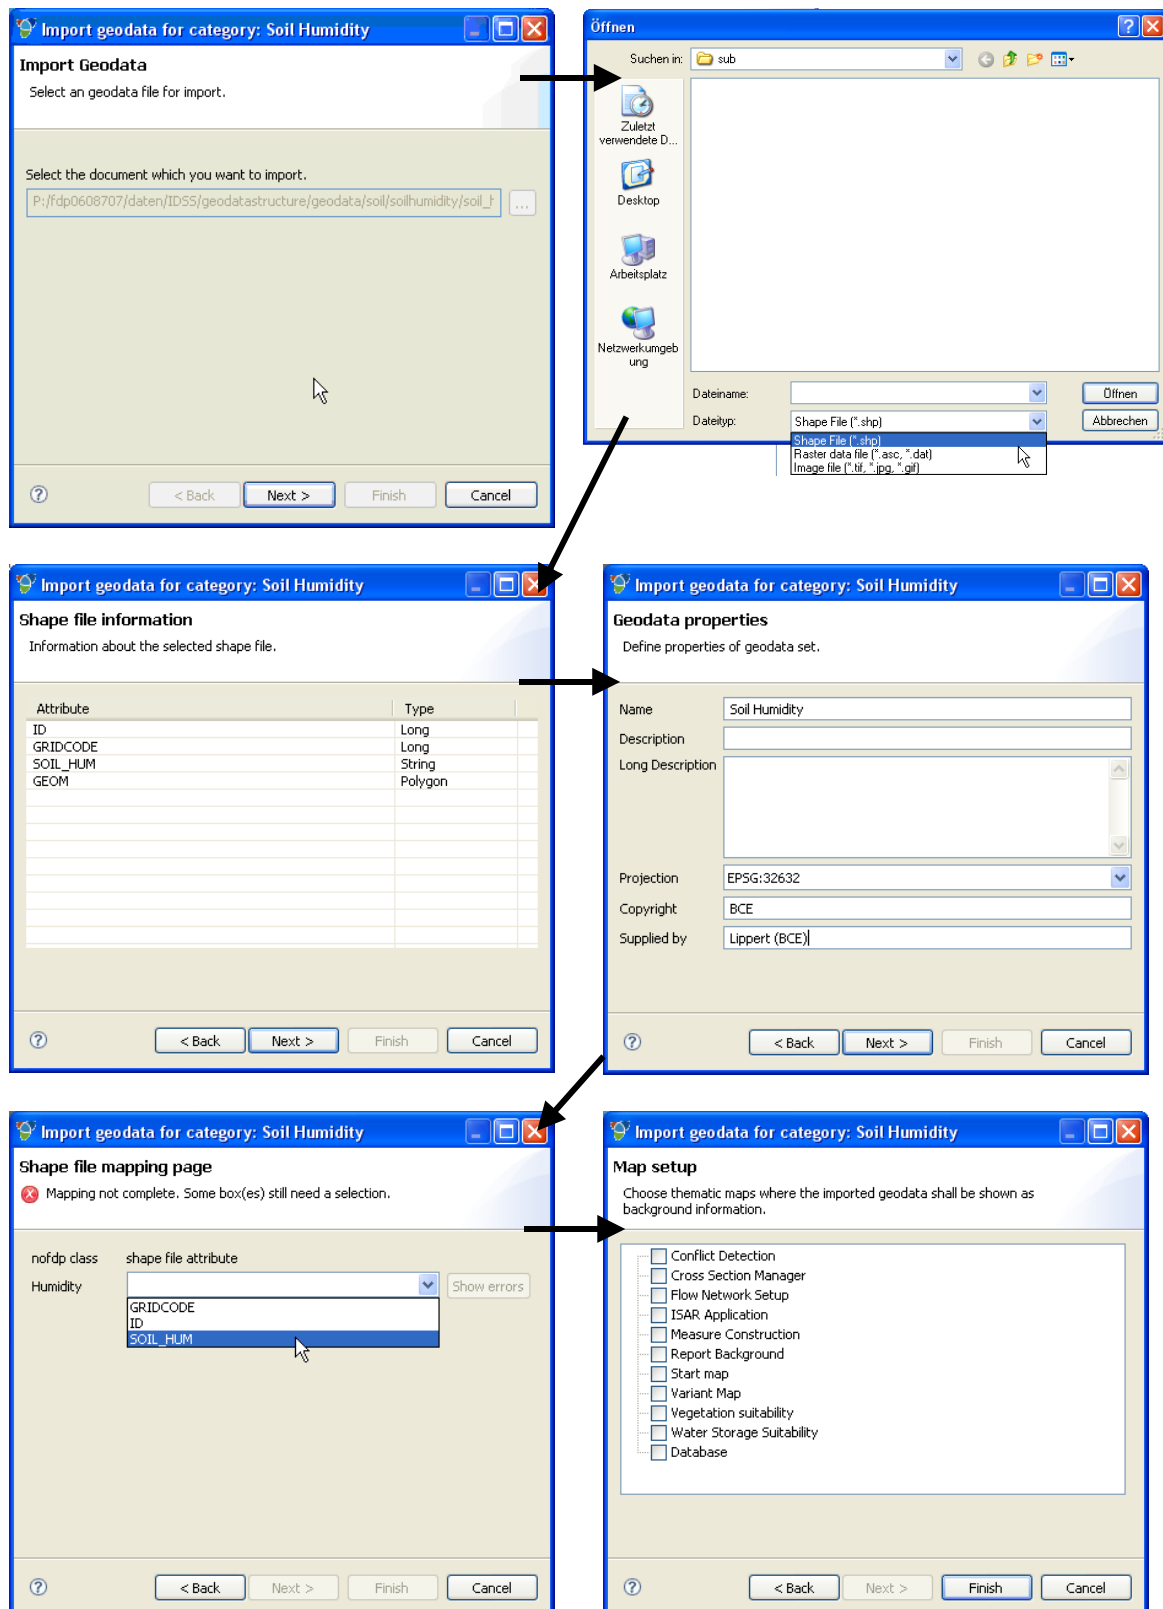 Import geodata for category: Soil Humidity
Import Geodata
Select an geodata file for import.
Select the document which you want to import.
P:/fdp0608707/daten/IDSS/geodatastructure/geodata/soil/soilhumidity/soil_h
...
< Back
Next >
Finish
Cancel
Öffnen
Suchen in:
sub
Zuletzt
verwendete D...
Desktop
Arbeitsplatz
Netzwerkumgeb
ung
Dateiname:
Öffnen
Dateityp:
Shape File (*.shp)
Abbrechen
Shape File (*.shp)
Raster data file (*.asc, *.dat)
Image file (*.tif, *.jpg, *.gif)
Import geodata for category: Soil Humidity
Shape file information
Information about the selected shape file.
Attribute Type
ID Long
GRIDCODE Long
SOIL_HUM String
GEOM Polygon
< Back
Next >
Finish
Cancel
Import geodata for category: Soil Humidity
Geodata properties
Define properties of geodata set.
Name Soil Humidity
Description
Long Description
Projection EPSG:32632
Copyright BCE
Supplied by Lippert (BCE)
< Back
Next >
Finish
Cancel
Import geodata for category: Soil Humidity
Shape file mapping page
Mapping not complete. Some box(es) still need a selection.
nofdp class shape file attribute
Humidity
Show errors
GRIDCODE
ID
SOIL_HUM
< Back
Next >
Finish
Cancel
Import geodata for category: Soil Humidity
Map setup
Choose thematic maps where the imported geodata shall be shown as
background information.
Conflict Detection
Cross Section Manager
Flow Network Setup
ISAR Application
Measure Construction
Report Background
Start map
Variant Map
Vegetation suitability
Water Storage Suitability
Database
< Back
Next >
Finish
Cancel